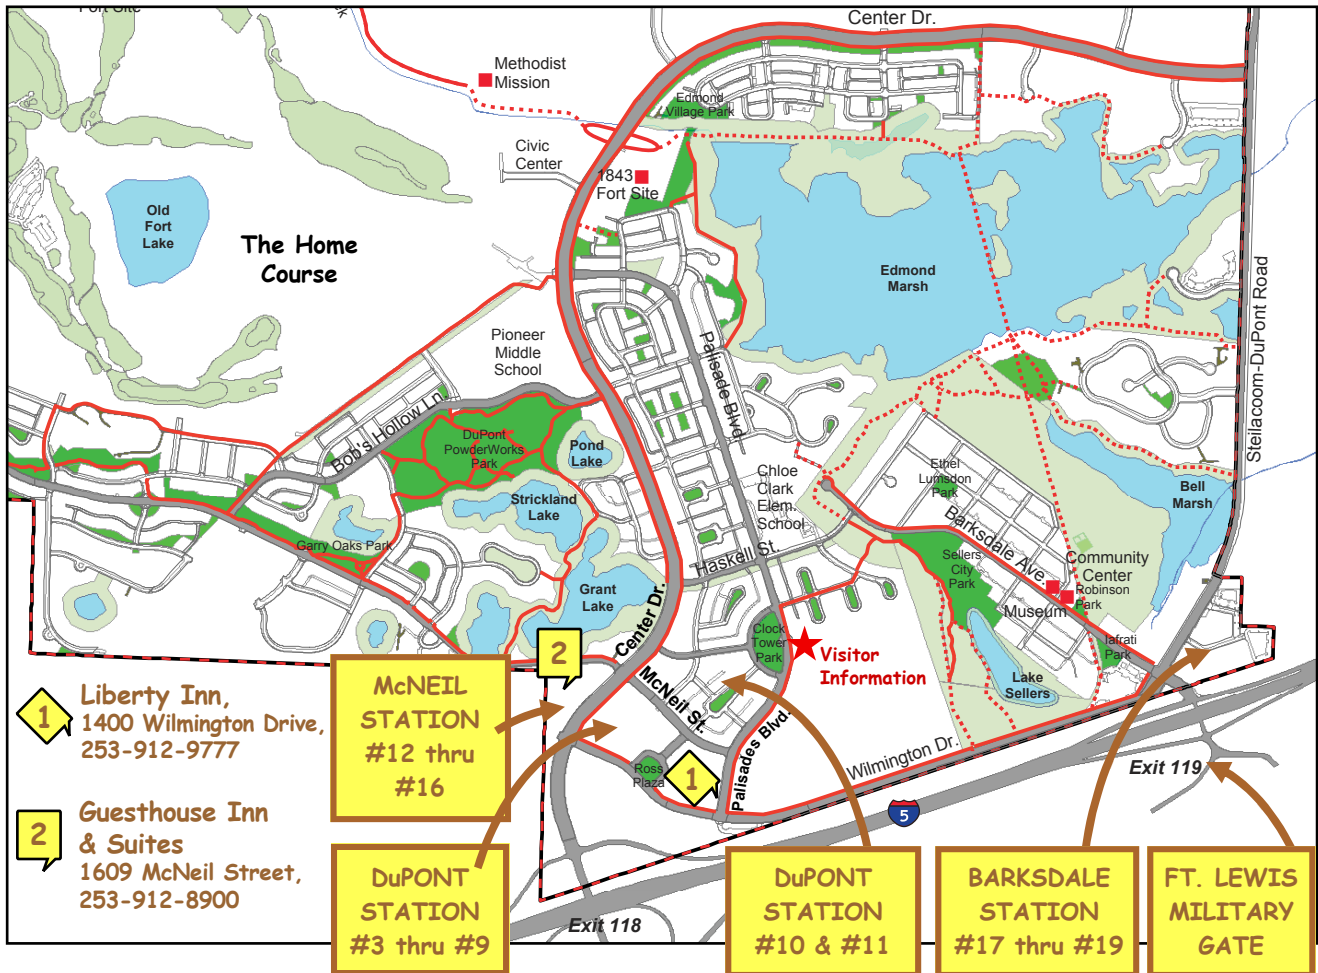 Fort Site
ek
Center Dr.
Methodist
Mission
Edmond
Village Park
Civic
Center
1843
Fort Site
Old
Fort
Lake
The Home
Course
Edmond
Marsh
Steilacoom-DuPont Road
Pioneer
Middle
School
Palisade Blvd.
Bob's Hollow Ln.
DuPont
PowderWorks
Park
Pond
Lake
Strickland
Lake
Chloe
Clark
Elem.
School
Ethel
Lumsdon
Park
Bell
Marsh
Barksdale Ave.
Garry Oaks Park
Haskell St.
Sellers
City
Park
Community
Center
Robinson
Park
Museum
Grant
Lake
Center Dr.
Clock
Tower
Park
Iafrati
Park
Visitor
Information
Lake
Sellers
2
McNeil St.
Palisades Blvd.
Wilmington Dr.
Ross
Plaza
1
Exit 119
5
Exit 118
1
Liberty Inn,
1400 Wilmington Drive,
253-912-9777
2
Guesthouse Inn
& Suites
1609 McNeil Street,
253-912-8900
McNEIL
STATION
#12 thru
#16
DuPONT
STATION
#3 thru #9
DuPONT
STATION
#10 & #11
BARKSDALE
STATION
#17 thru #19
FT. LEWIS
MILITARY
GATE